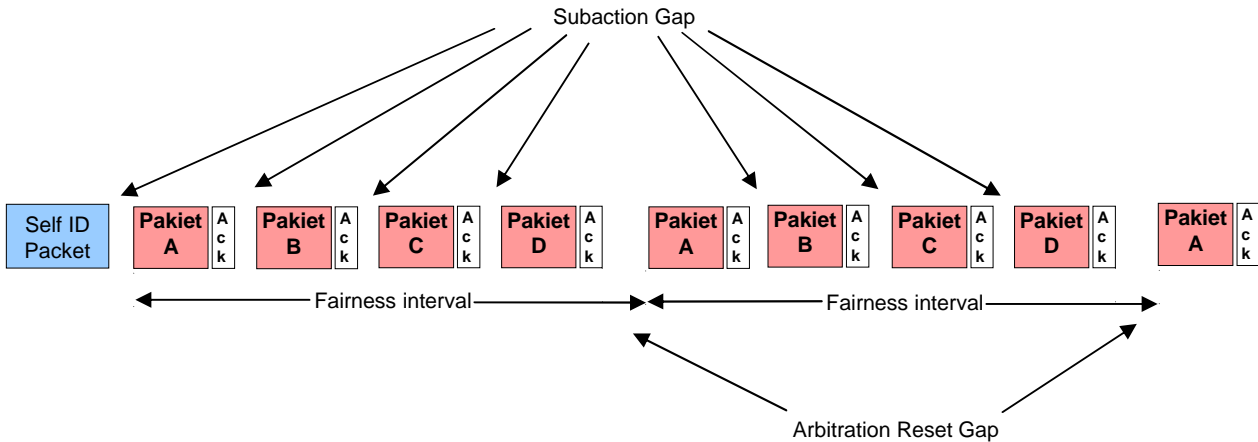 Subaction Gap
Self ID
Packet
Pakiet
A
A
c
k
Pakiet
B
A
c
k
Pakiet
C
A
c
k
Pakiet
D
A
c
k
Pakiet
A
A
c
k
Pakiet
B
A
c
k
Pakiet
C
A
c
k
Pakiet
D
A
c
k
Pakiet
A
A
c
k
Fairness interval
Fairness interval
Arbitration Reset Gap